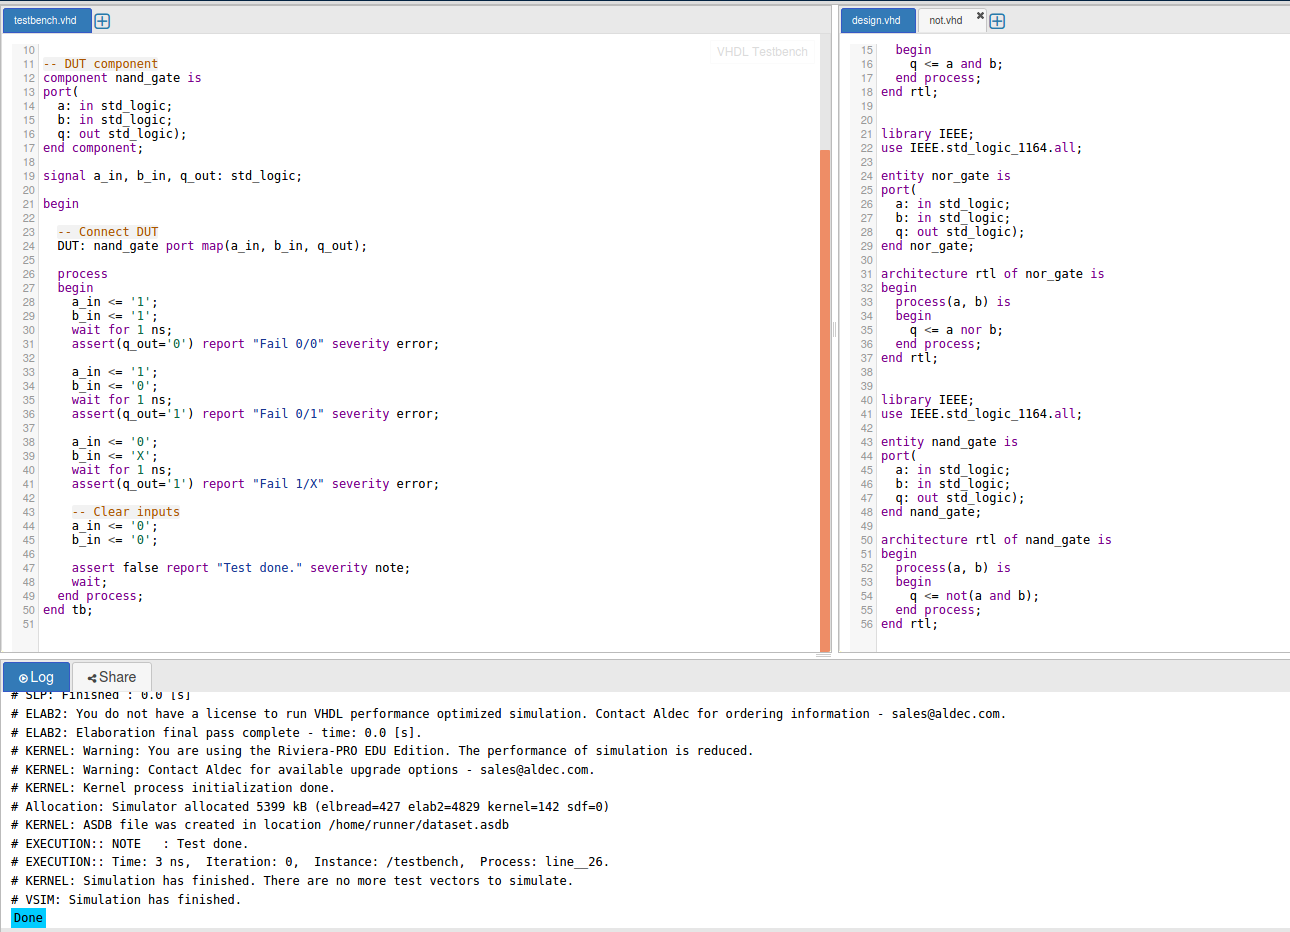 testbench.vhd
VHDL Testbench
10
11 -- DUT component
12 component nand_gate is
13 port(
14   a: in std_logic;
15   b: in std_logic;
16   q: out std_logic);
17 end component;
18
19 signal a_in, b_in, q_out: std_logic;
20
21 begin
22
23   -- Connect DUT
24   DUT: nand_gate port map(a_in, b_in, q_out);
25
26   process
27   begin
28     a_in <= '1';
29     b_in <= '1';
30     wait for 1 ns;
31     assert(q_out='0') report "Fail 0/0" severity error;
32
33     a_in <= '1';
34     b_in <= '0';
35     wait for 1 ns;
36     assert(q_out='1') report "Fail 0/1" severity error;
37
38     a_in <= '0';
39     b_in <= 'X';
40     wait for 1 ns;
41     assert(q_out='1') report "Fail 1/X" severity error;
42
43     -- Clear inputs
44     a_in <= '0';
45     b_in <= '0';
46
47     assert false report "Test done." severity note;
48     wait;
49   end process;
50 end tb;
51
design.vhd not.vhd
15   begin
16     q <= a and b;
17   end process;
18 end rtl;
19
20
21 library IEEE;
22 use IEEE.std_logic_1164.all;
23
24 entity nor_gate is
25 port(
26   a: in std_logic;
27   b: in std_logic;
28   q: out std_logic);
29 end nor_gate;
30
31 architecture rtl of nor_gate is
32 begin
33   process(a, b) is
34   begin
35     q <= a nor b;
36   end process;
37 end rtl;
38
39
40 library IEEE;
41 use IEEE.std_logic_1164.all;
42
43 entity nand_gate is
44 port(
45   a: in std_logic;
46   b: in std_logic;
47   q: out std_logic);
48 end nand_gate;
49
50 architecture rtl of nand_gate is
51 begin
52   process(a, b) is
53   begin
54     q <= not(a and b);
55   end process;
56 end rtl;
Log Share
# SLP: Finished : 0.0 [s]
# ELAB2: You do not have a license to run VHDL performance optimized simulation. Contact Aldec for ordering information - sales@aldec.com.
# ELAB2: Elaboration final pass complete - time: 0.0 [s].
# KERNEL: Warning: You are using the Riviera-PRO EDU Edition. The performance of simulation is reduced.
# KERNEL: Warning: Contact Aldec for available upgrade options - sales@aldec.com.
# KERNEL: Kernel process initialization done.
# Allocation: Simulator allocated 5399 kB (elbread=427 elab2=4829 kernel=142 sdf=0)
# KERNEL: ASDB file was created in location /home/runner/dataset.asdb
# EXECUTION:: NOTE   : Test done.
# EXECUTION:: Time: 3 ns,  Iteration: 0,  Instance: /testbench,  Process: line__26.
# KERNEL: Simulation has finished. There are no more test vectors to simulate.
# VSIM: Simulation has finished.
Done